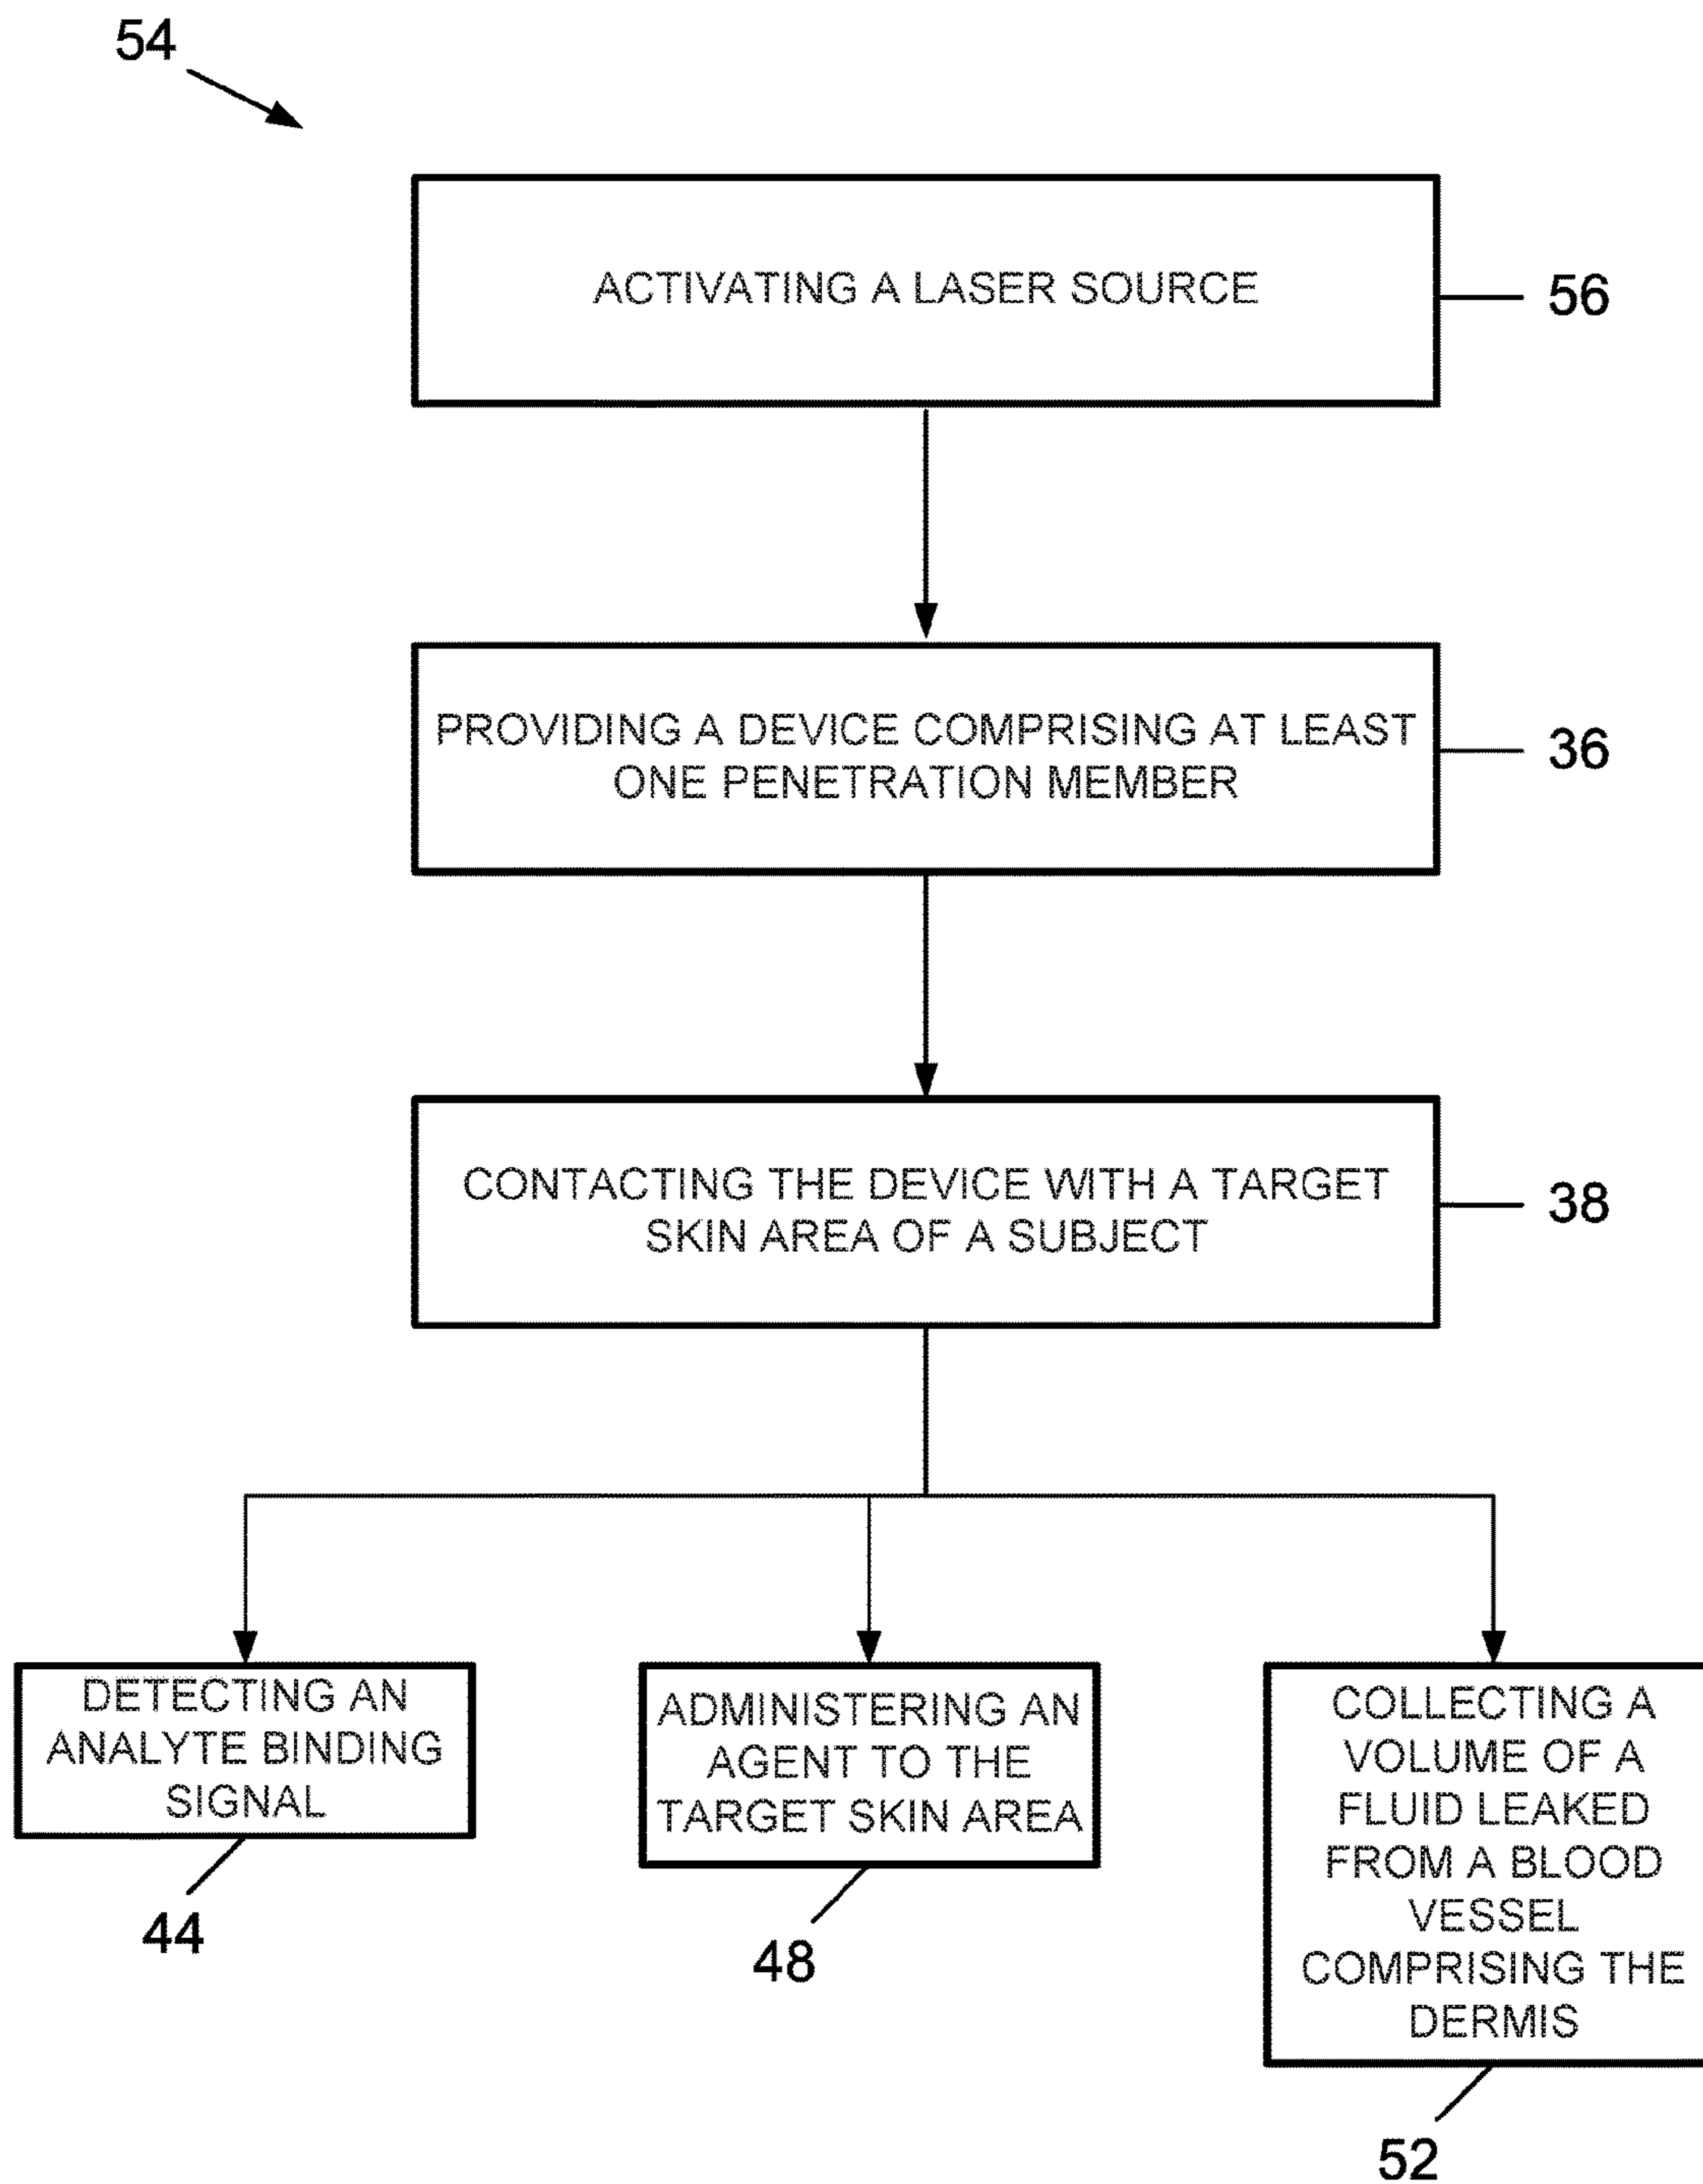 54
ACTIVATING A LASER SOURCE
56
PROVIDING A DEVICE COMPRISING AT LEAST
ONE PENETRATION MEMBER
36
CONTACTING THE DEVICE WITH A TARGET
SKIN AREA OF A SUBJECT
38
DETECTING AN
ANALYTE BINDING
SIGNAL
44
ADMINISTERING AN
AGENT TO THE
TARGET SKIN AREA
48
COLLECTING A
VOLUME OF A
FLUID LEAKED
FROM A BLOOD
VESSEL
COMPRISING THE
DERMIS
52